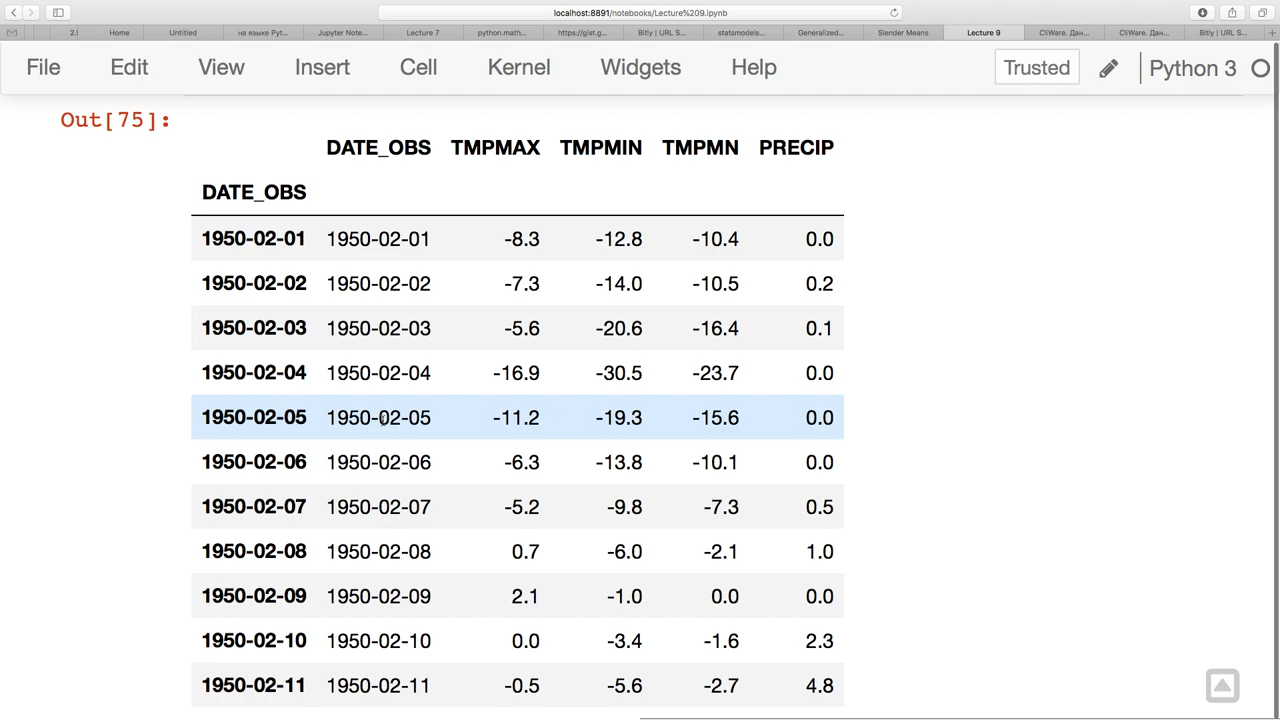 localhost:8891/notebooks/Lecture%209.ipynb
2.! Home Untitled на языке Pyt... Jupyter Note... Lecture 7 python.math... https://gist.g... Bitly | URL S... statsmodels... Generalized... Slender Means Lecture 9 CliWare. Дан... CliWare. Дан... Bitly | URL S...
File Edit View Insert Cell Kernel Widgets Help Trusted Python 3
Out[75]:
DATE_OBS TMPMAX TMPMIN TMPMN PRECIP
DATE_OBS
1950-02-01 1950-02-01 -8.3 -12.8 -10.4 0.0
1950-02-02 1950-02-02 -7.3 -14.0 -10.5 0.2
1950-02-03 1950-02-03 -5.6 -20.6 -16.4 0.1
1950-02-04 1950-02-04 -16.9 -30.5 -23.7 0.0
1950-02-05 1950-02-05 -11.2 -19.3 -15.6 0.0
1950-02-06 1950-02-06 -6.3 -13.8 -10.1 0.0
1950-02-07 1950-02-07 -5.2 -9.8 -7.3 0.5
1950-02-08 1950-02-08 0.7 -6.0 -2.1 1.0
1950-02-09 1950-02-09 2.1 -1.0 0.0 0.0
1950-02-10 1950-02-10 0.0 -3.4 -1.6 2.3
1950-02-11 1950-02-11 -0.5 -5.6 -2.7 4.8